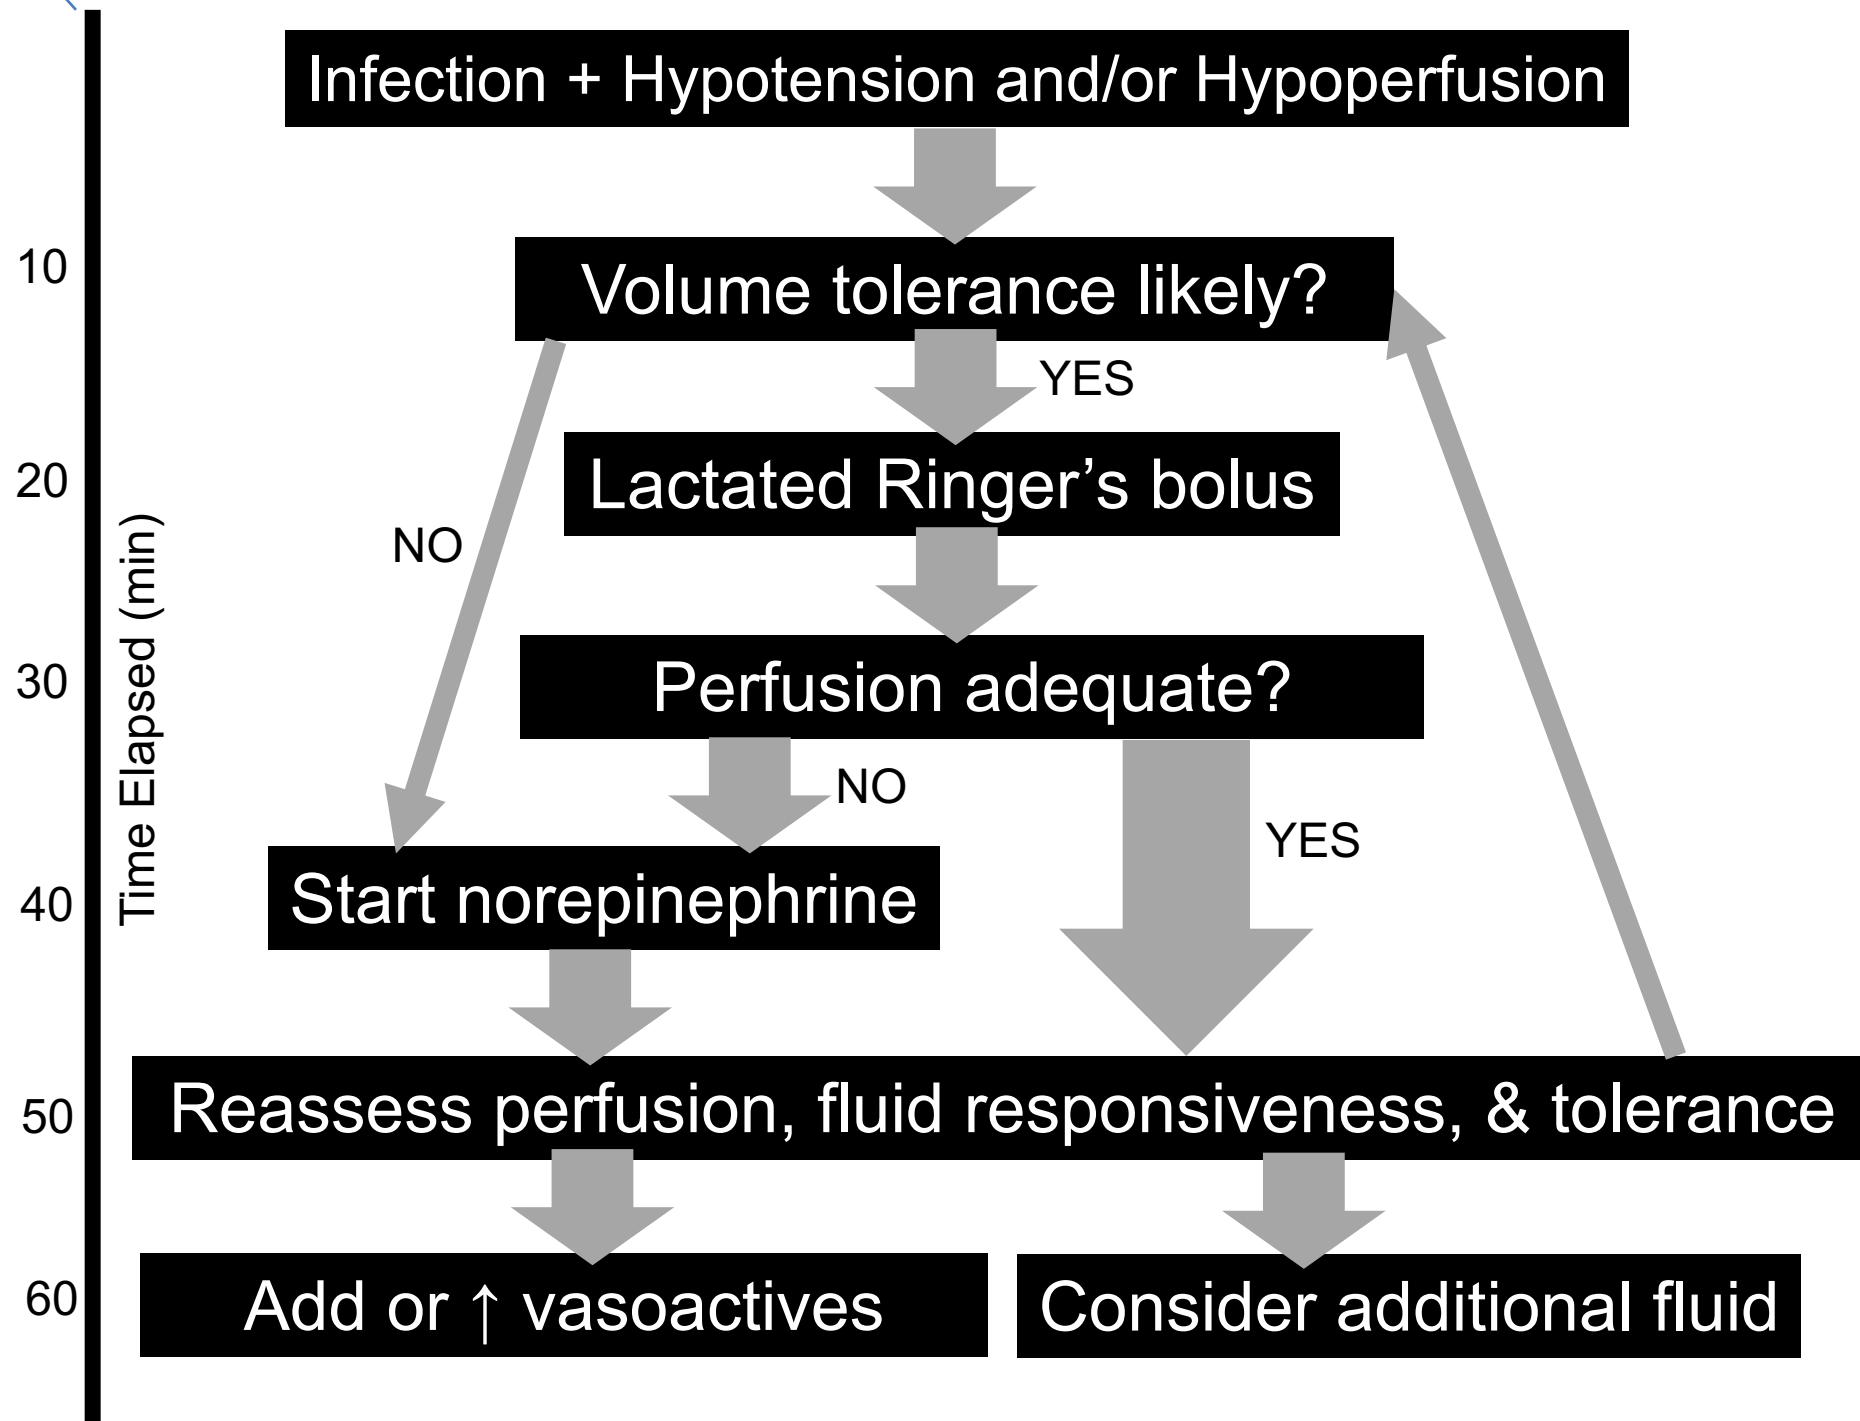 Infection + Hypotension and/or Hypoperfusion
10
Volume tolerance likely?
YES
20
Lactated Ringer’s bolus
NO
Time Elapsed (min)
30
Perfusion adequate?
NO
YES
40
Start norepinephrine
50
Reassess perfusion, fluid responsiveness, & tolerance
60
Add or ↑ vasoactives
Consider additional fluid